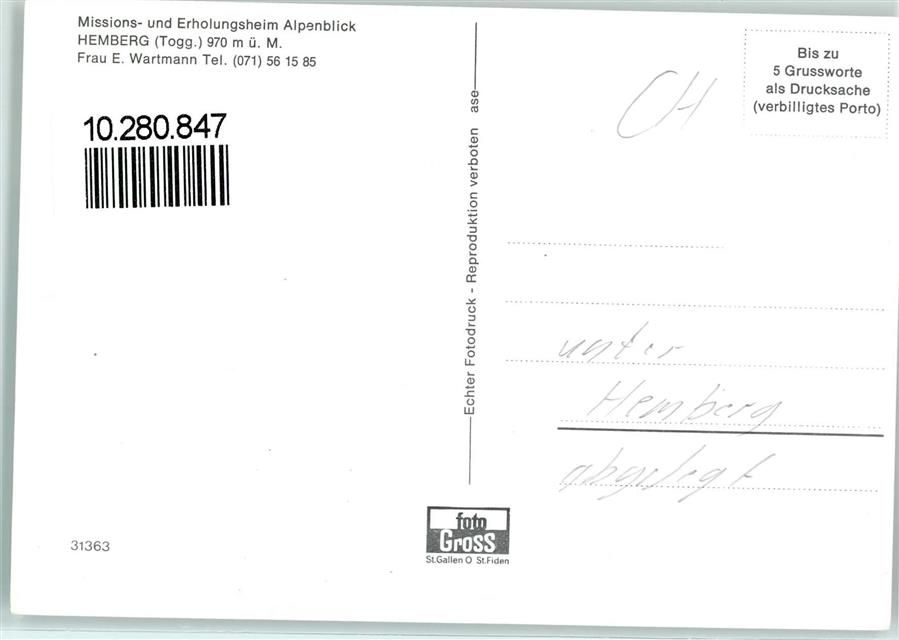 Missions- und Erholungsheim Alpenblick
HEMBERG (Togg.) 970 m ü. M.
Frau E. Wartmann Tel. (071) 56 15 85
10.280.847
31363
Echter Fotodruck - Reproduktion verboten ase
foto
Gross
St.Gallen O St.Fiden
CH
Bis zu
5 Grussworte
als Drucksache
(verbilligtes Porto)
unter
Hemberg
abgelegt